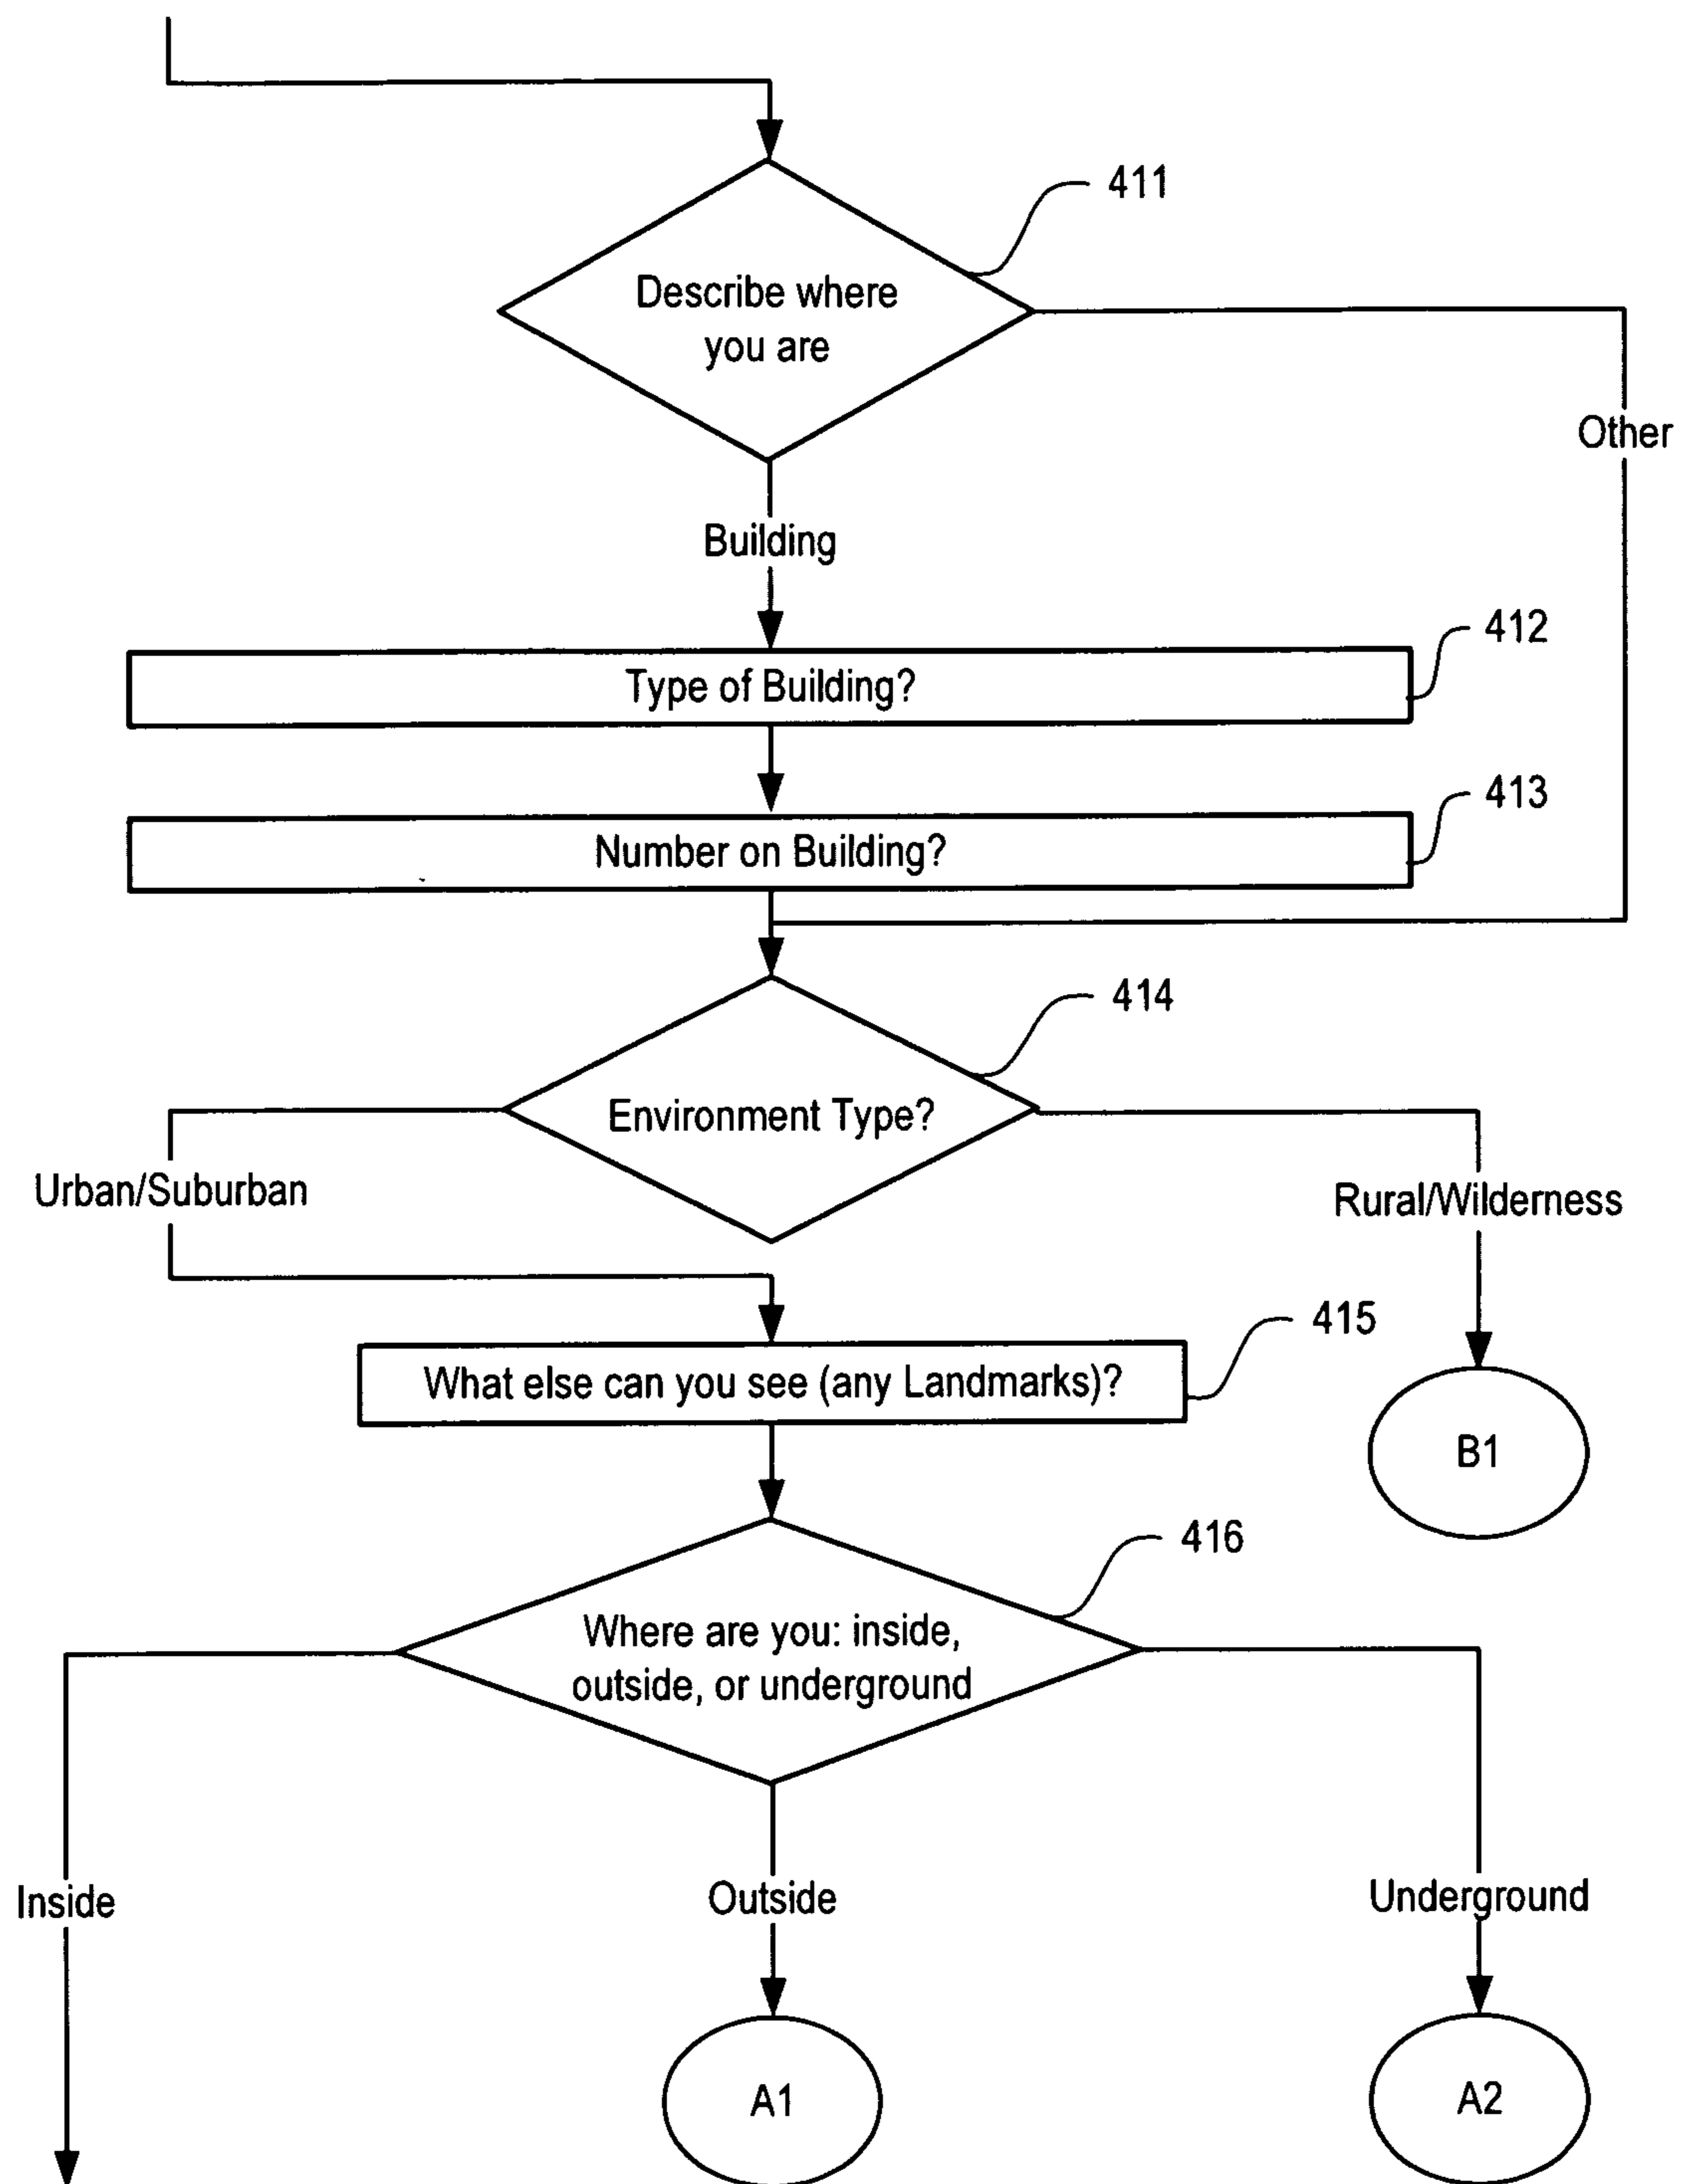 411
Describe where
you are
Other
Building
412
Type of Building?
413
Number on Building?
414
Environment Type?
Urban/Suburban
Rural/Wilderness
415
What else can you see (any Landmarks)?
B1
416
Where are you: inside,
outside, or underground
Inside
Outside
Underground
A1
A2